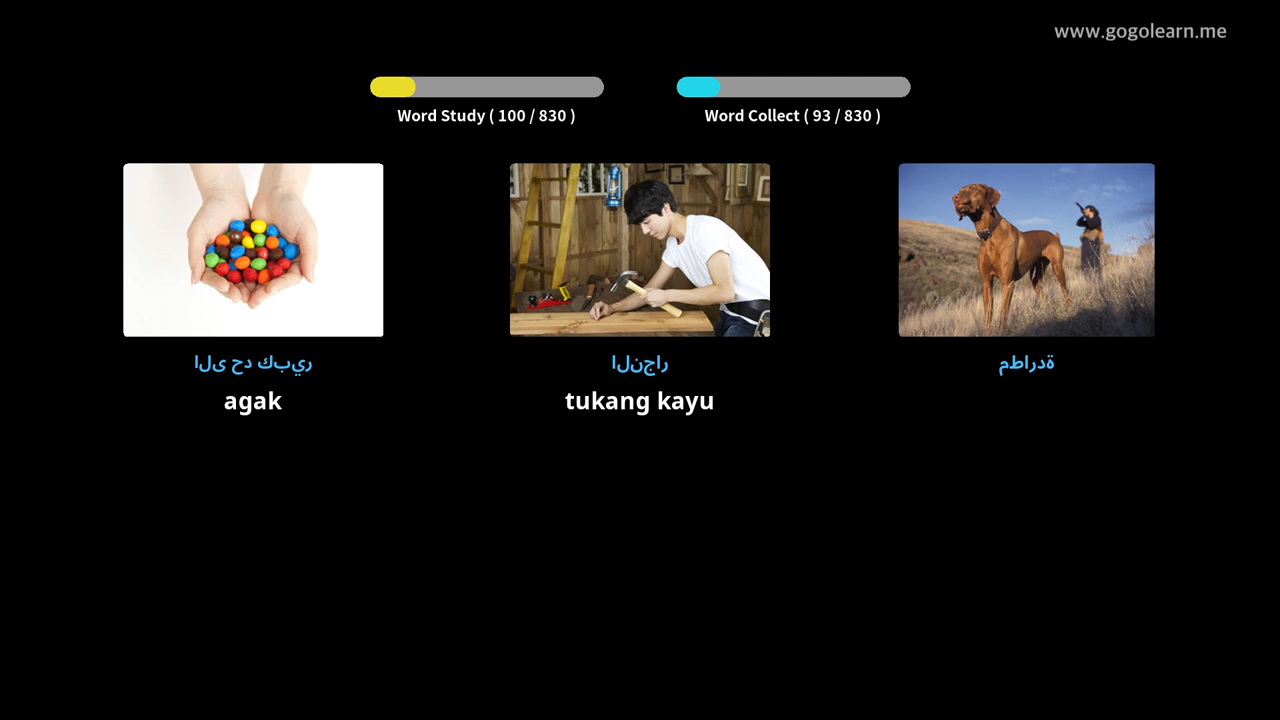 www.gogolearn.me
Word Study ( 100 / 830 )
Word Collect ( 93 / 830 )
الى حد كبير
agak
النجار
tukang kayu
مطاردة